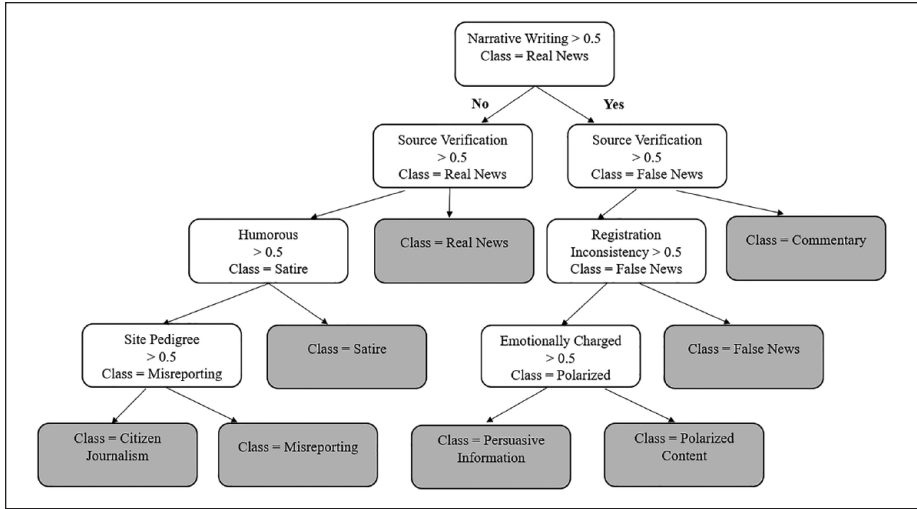 Narrative Writing > 0.5
Class = Real News
No
Yes
Source Verification
> 0.5
Class = Real News
Source Verification
> 0.5
Class = False News
Humorous
> 0.5
Class = Satire
Class = Real News
Registration
Inconsistency > 0.5
Class = False News
Class = Commentary
Site Pedigree
> 0.5
Class = Misreporting
Class = Satire
Emotionally Charged
> 0.5
Class = Polarized
Class = False News
Class = Citizen
Journalism
Class = Misreporting
Class = Persuasive
Information
Class = Polarized
Content